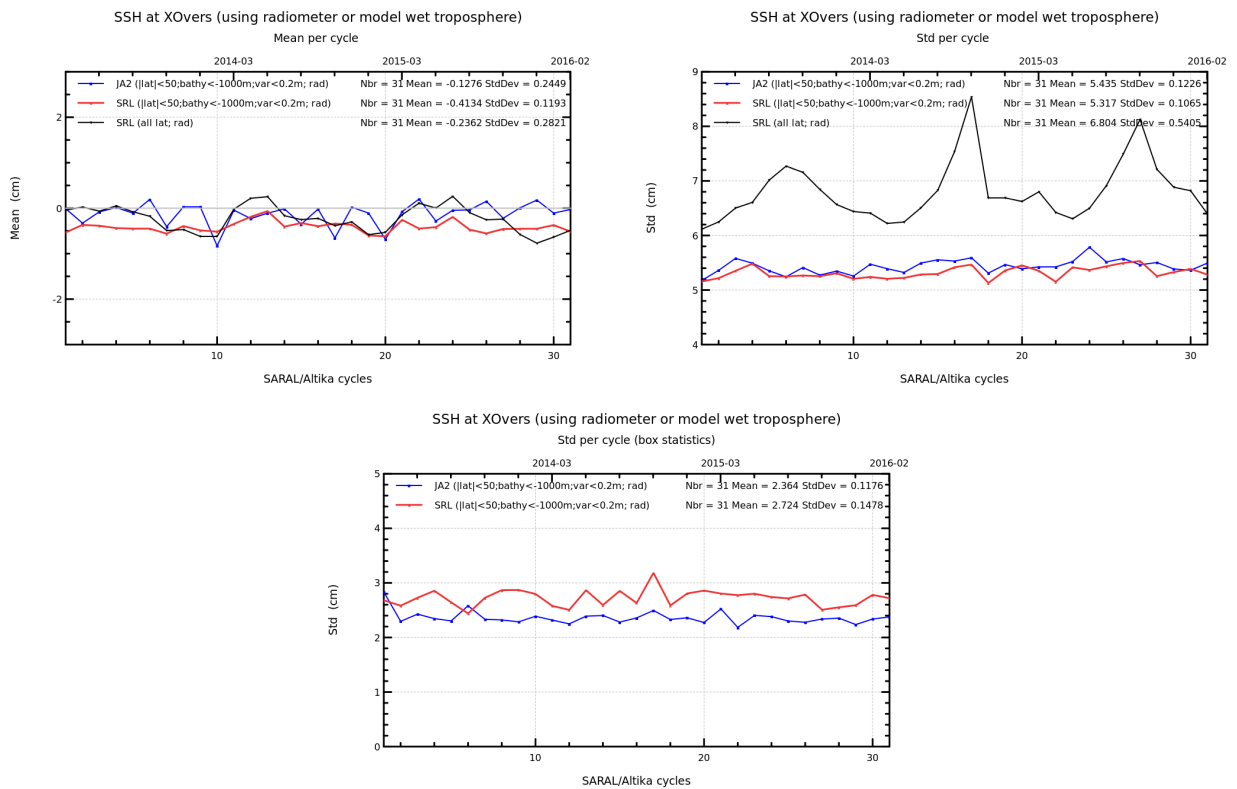 SSH at XOvers (using radiometer or model wet troposphere)
Mean per cycle
2014-03 2015-03 2016-02
JA2 (|lat|<50;bathy<-1000m;var<0.2m; rad) Nbr = 31 Mean = -0.1276 StdDev = 0.2449
SRL (|lat|<50;bathy<-1000m;var<0.2m; rad) Nbr = 31 Mean = -0.4134 StdDev = 0.1193
SRL (all lat; rad) Nbr = 31 Mean = -0.2362 StdDev = 0.2821
2
0
-2
Mean (cm)
10 20 30
SARAL/Altika cycles
SSH at XOvers (using radiometer or model wet troposphere)
Std per cycle
2014-03 2015-03 2016-02
9
JA2 (|lat|<50;bathy<-1000m;var<0.2m; rad) Nbr = 31 Mean = 5.435 StdDev = 0.1226
SRL (|lat|<50;bathy<-1000m;var<0.2m; rad) Nbr = 31 Mean = 5.317 StdDev = 0.1065
SRL (all lat; rad) Nbr = 31 Mean = 6.804 StdDev = 0.5405
8
7
6
5
4
Std (cm)
10 20 30
SARAL/Altika cycles
SSH at XOvers (using radiometer or model wet troposphere)
Std per cycle (box statistics)
2014-03 2015-03 2016-02
5
JA2 (|lat|<50;bathy<-1000m;var<0.2m; rad) Nbr = 31 Mean = 2.364 StdDev = 0.1176
SRL (|lat|<50;bathy<-1000m;var<0.2m; rad) Nbr = 31 Mean = 2.724 StdDev = 0.1478
4
3
2
1
0
Std (cm)
10 20 30
SARAL/Altika cycles